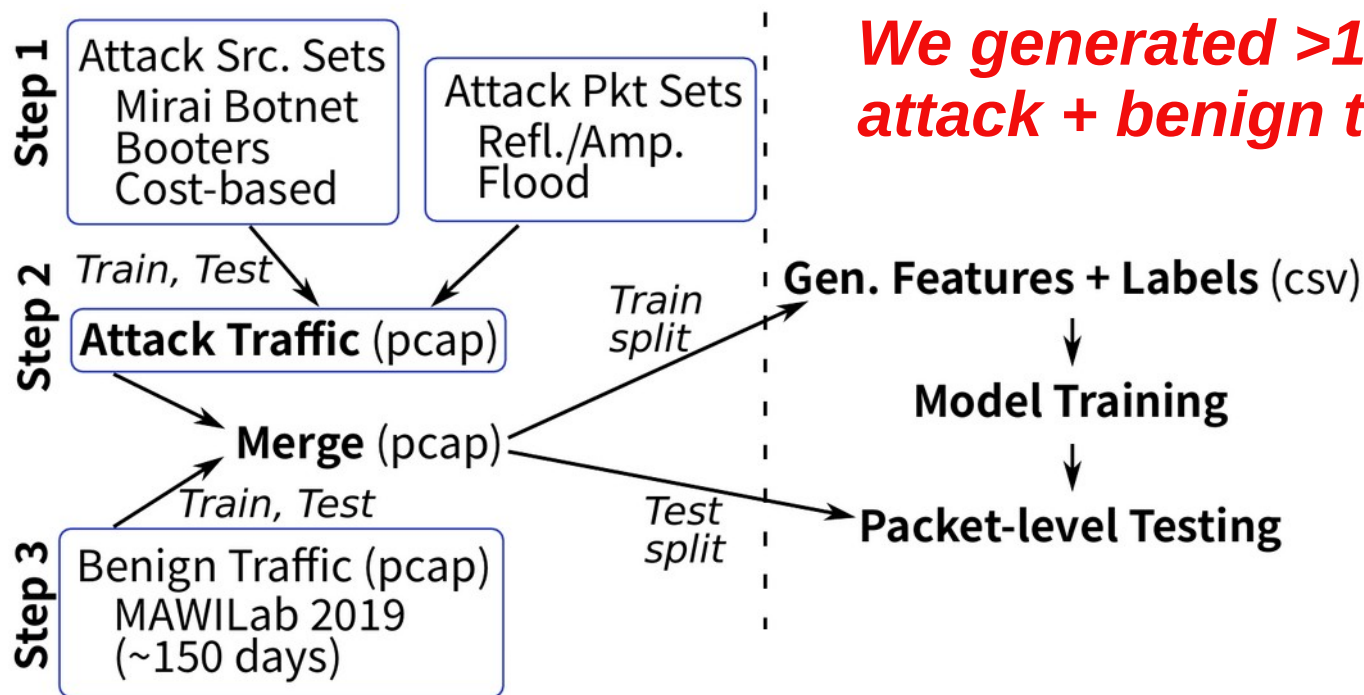 Step 1
Attack Src. Sets
Mirai Botnet
Booters
Cost-based
Attack Pkt Sets
Refl./Amp.
Flood
We generated >1
attack + benign t
Step 2
Train, Test
Attack Traffic (pcap)
Merge (pcap)
Train
split
Gen. Features + Labels (csv)
Model Training
Test
split
Packet-level Testing
Step 3
Train, Test
Benign Traffic (pcap)
MAWILab 2019
(~150 days)